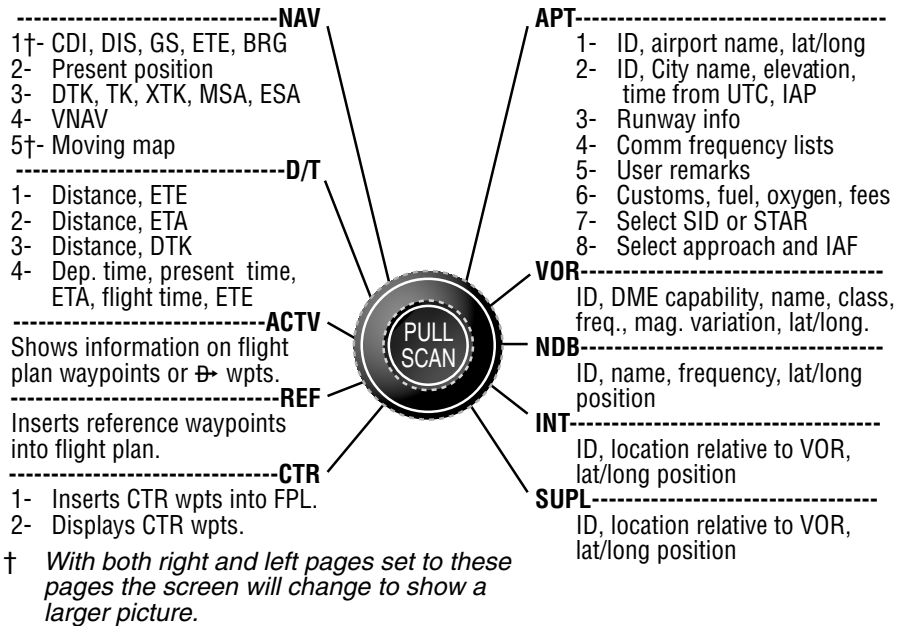 ------------------------------NAV
1†- CDI, DIS, GS, ETE, BRG
2- Present position
3- DTK, TK, XTK, MSA, ESA
4- VNAV
5†- Moving map
-------------------------------D/T
1- Distance, ETE
2- Distance, ETA
3- Distance, DTK
4- Dep. time, present time,
ETA, flight time, ETE
-----------------------------ACTV
Shows information on flight
plan waypoints or D→ wpts.
-------------------------------REF
Inserts reference waypoints
into flight plan.
-------------------------------CTR
1- Inserts CTR wpts into FPL.
2- Displays CTR wpts.
† With both right and left pages set to these
pages the screen will change to show a
larger picture.
PULL
SCAN
APT-----------------------------------
1- ID, airport name, lat/long
2- ID, City name, elevation,
time from UTC, IAP
3- Runway info
4- Comm frequency lists
5- User remarks
6- Customs, fuel, oxygen, fees
7- Select SID or STAR
8- Select approach and IAF
VOR----------------------------------
ID, DME capability, name, class,
freq., mag. variation, lat/long.
NDB----------------------------------
ID, name, frequency, lat/long
position
INT-----------------------------------
ID, location relative to VOR,
lat/long position
SUPL--------------------------------
ID, location relative to VOR,
lat/long position